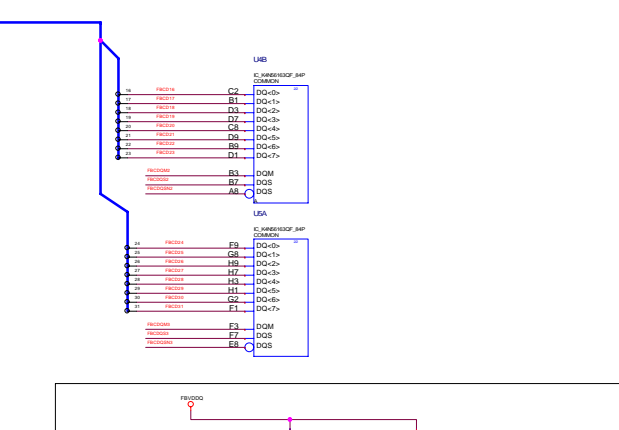 U4B
IC_K4N56163QF_84P
COMMON
16 FBCD16 C2 DQ<0>
17 FBCD17 B1 DQ<1>
18 FBCD18 D3 DQ<2>
19 FBCD19 D7 DQ<3>
20 FBCD20 C8 DQ<4>
21 FBCD21 D9 DQ<5>
22 FBCD22 B9 DQ<6>
23 FBCD23 D1 DQ<7>
FBCDQM2 B3 DQM
FBCDQS2 B7 DQS
FBCDQSN2 A8 DQS
U5A
IC_K4N56163QF_84P
COMMON
24 FBCD24 F9 DQ<0>
25 FBCD25 G8 DQ<1>
26 FBCD26 H9 DQ<2>
27 FBCD27 H7 DQ<3>
28 FBCD28 H3 DQ<4>
29 FBCD29 H1 DQ<5>
30 FBCD30 G2 DQ<6>
31 FBCD31 F1 DQ<7>
FBCDQM3 F3 DQM
FBCDQS3 F7 DQS
FBCDQSN3 E8 DQS
FBVDDQ